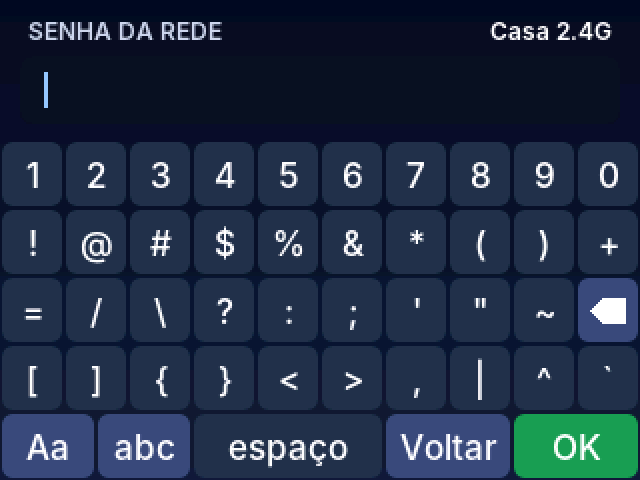 SENHA DA REDE Casa 2.4G
1 2 3 4 5 6 7 8 9 0
! @ # $ % & * ( ) +
= / \ ? : ; ' " ~
[ ] { } < > , | ^ `
Aa abc espaço Voltar OK